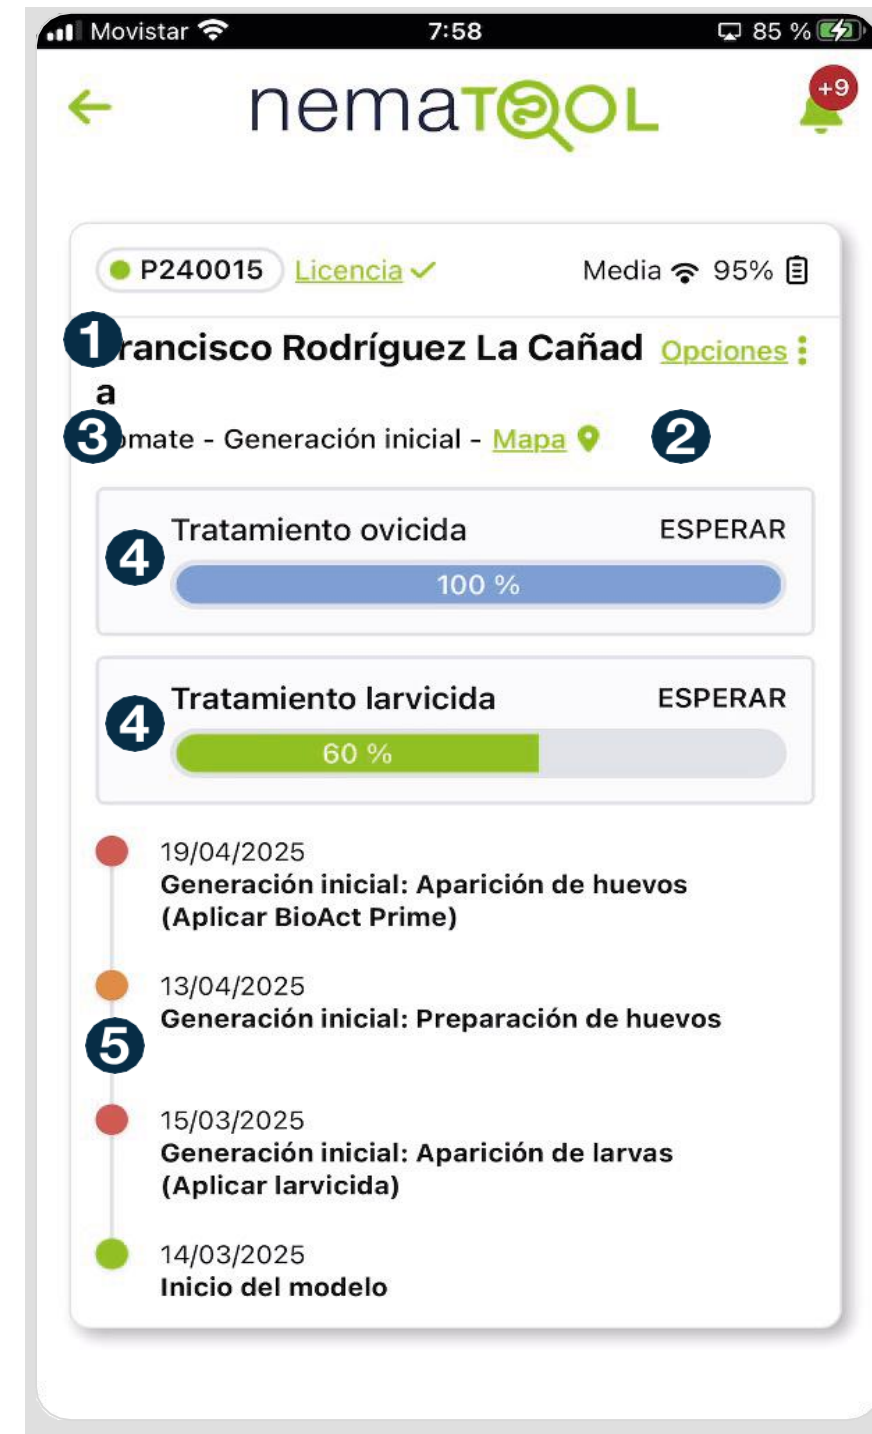 Movistar 7:58 85 %
nemaTOOL +9
P240015 Licencia Media 95%
1 rancisco Rodríguez La Cañad Opciones
a
3 mate - Generación inicial - Mapa 2
Tratamiento ovicida ESPERAR
4
100 %
Tratamiento larvicida ESPERAR
4
60 %
19/04/2025
Generación inicial: Aparición de huevos
(Aplicar BioAct Prime)
13/04/2025
Generación inicial: Preparación de huevos
5
15/03/2025
Generación inicial: Aparición de larvas
(Aplicar larvicida)
14/03/2025
Inicio del modelo